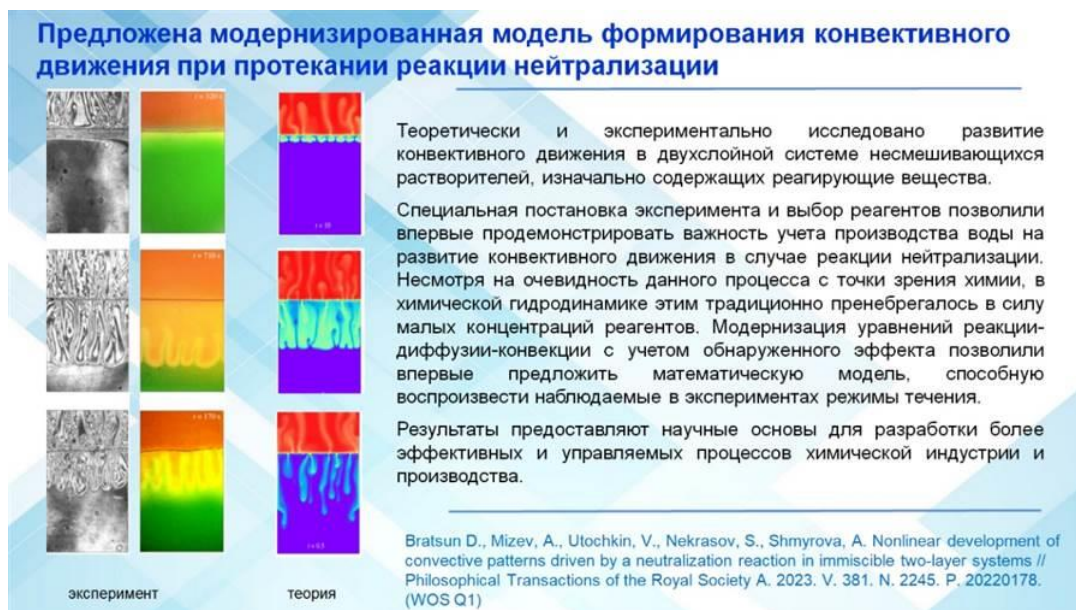 Предложена модернизированная модель формирования конвективного
движения при протекании реакции нейтрализации
Теоретически и экспериментально исследовано развитие
конвективного движения в двухслойной системе несмешивающихся
растворителей, изначально содержащих реагирующие вещества.
Специальная постановка эксперимента и выбор реагентов позволили
впервые продемонстрировать важность учета производства воды на
развитие конвективного движения в случае реакции нейтрализации.
Несмотря на очевидность данного процесса с точки зрения химии, в
химической гидродинамике этим традиционно пренебрегалось в силу
малых концентраций реагентов. Модернизация уравнений реакции-
диффузии-конвекции с учетом обнаруженного эффекта позволили
впервые предложить математическую модель, способную
воспроизвести наблюдаемые в экспериментах режимы течения.
Результаты предоставляют научные основы для разработки более
эффективных и управляемых процессов химической индустрии и
производства.
Bratsun D., Mizev, A., Utochkin, V., Nekrasov, S., Shmyrova, A. Nonlinear development of
convective patterns driven by a neutralization reaction in immiscible two-layer systems //
Philosophical Transactions of the Royal Society A. 2023. V. 381. N. 2245. P. 20220178.
(WOS Q1)
эксперимент
теория